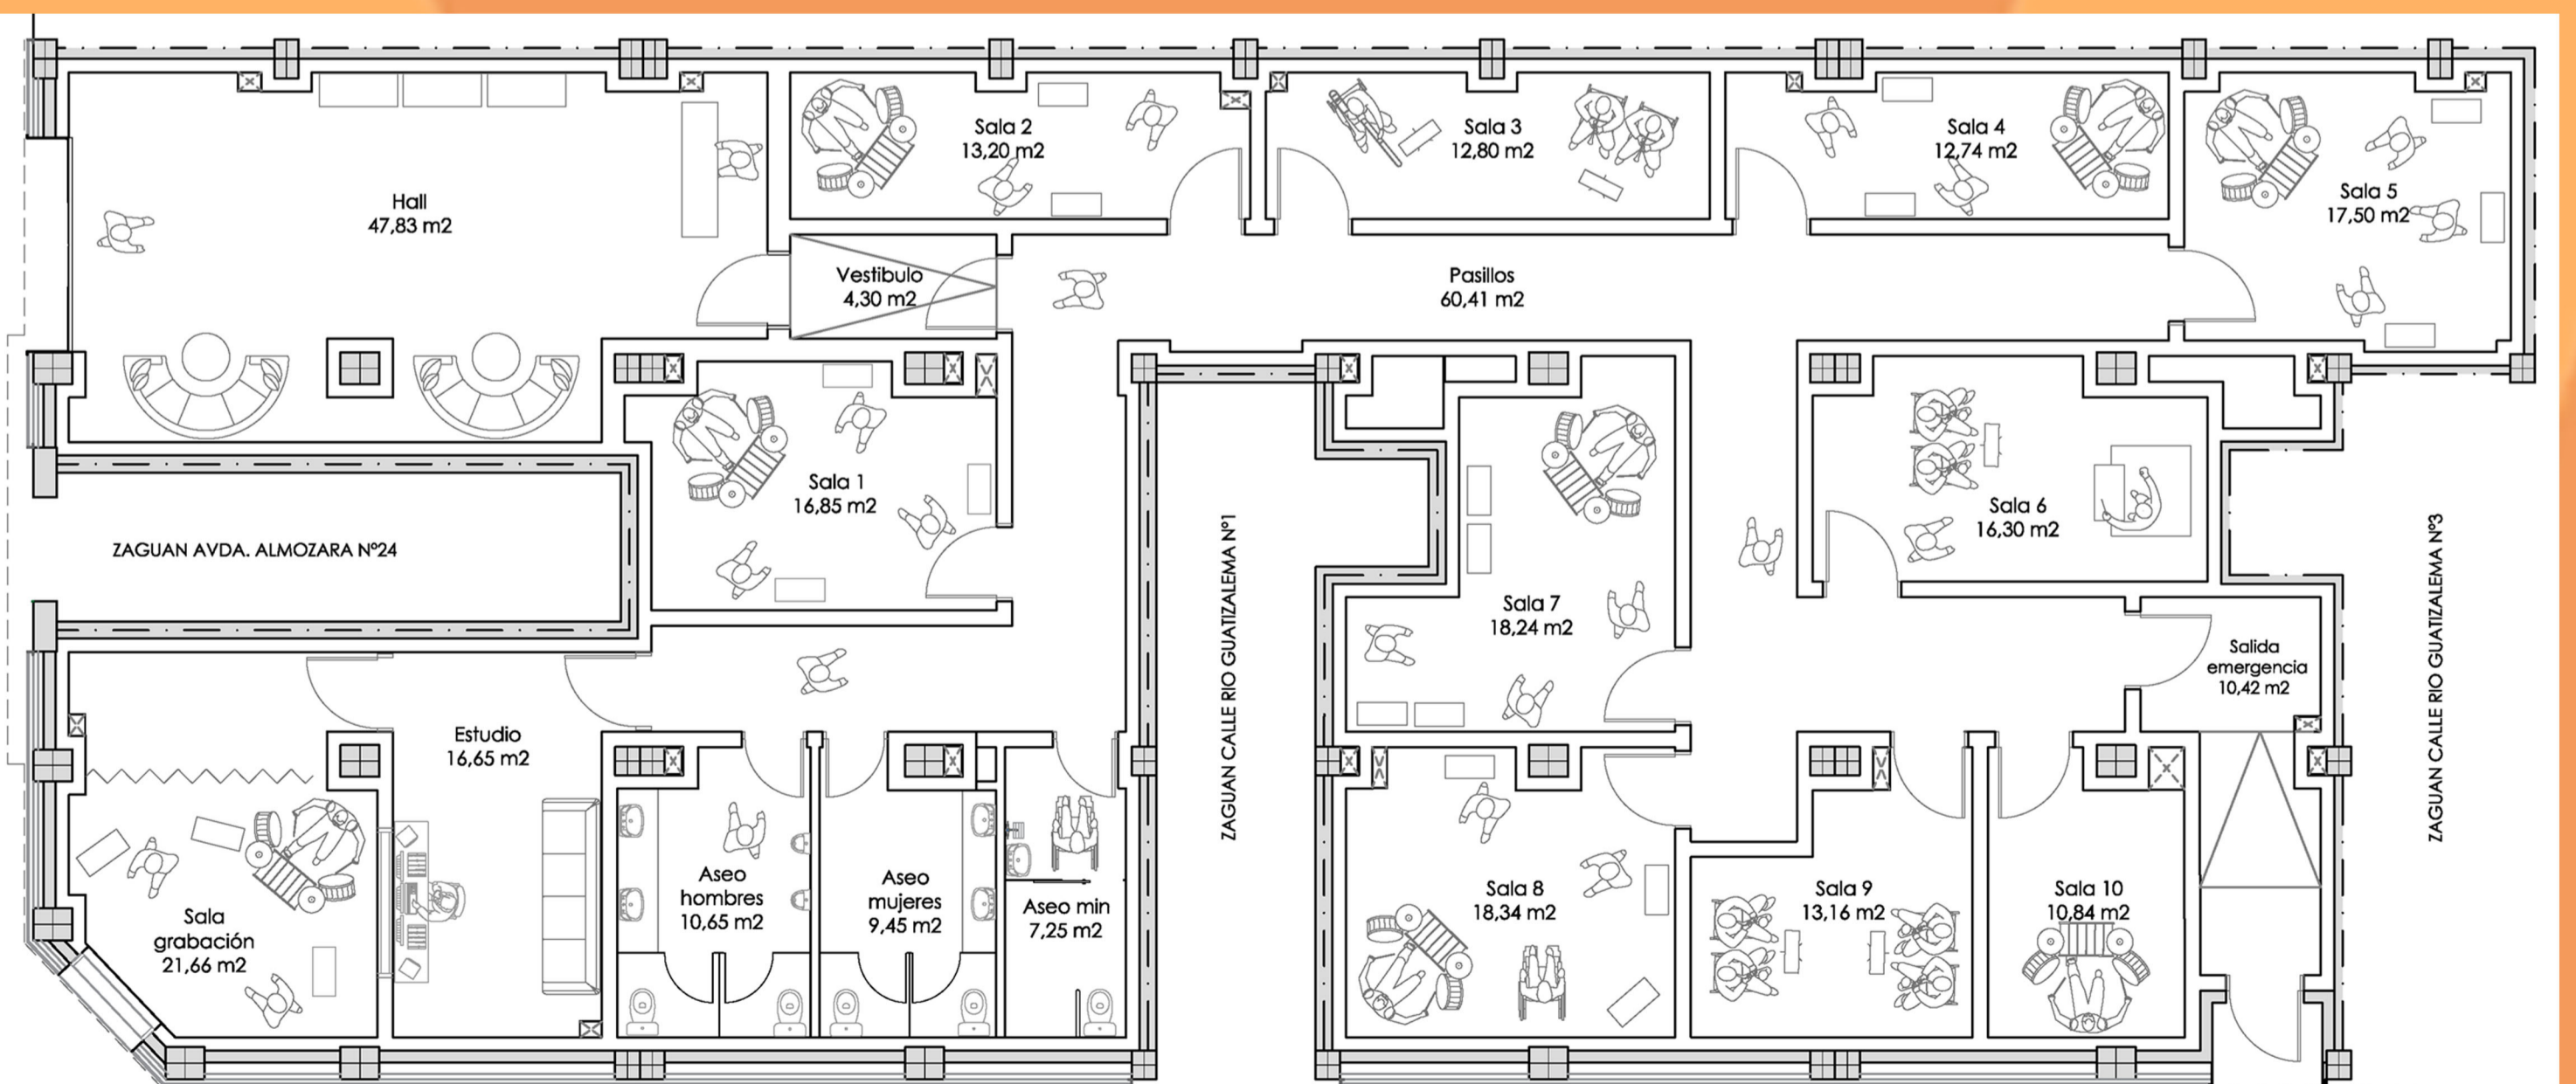 Hall
47,83 m2
Sala 2
13,20 m2
Sala 3
12,80 m2
Sala 4
12,74 m2
Sala 5
17,50 m2
Vestibulo
4,30 m2
Pasillos
60,41 m2
Sala 1
16,85 m2
ZAGUAN AVDA. ALMOZARA Nº24
ZAGUAN CALLE RIO GUATIZALEMA Nº1
Sala 7
18,24 m2
Sala 6
16,30 m2
Salida
emergencia
10,42 m2
ZAGUAN CALLE RIO GUATIZALEMA Nº3
Estudio
16,65 m2
Sala
grabación
21,66 m2
Aseo
hombres
10,65 m2
Aseo
mujeres
9,45 m2
Aseo min
7,25 m2
Sala 8
18,34 m2
Sala 9
13,16 m2
Sala 10
10,84 m2